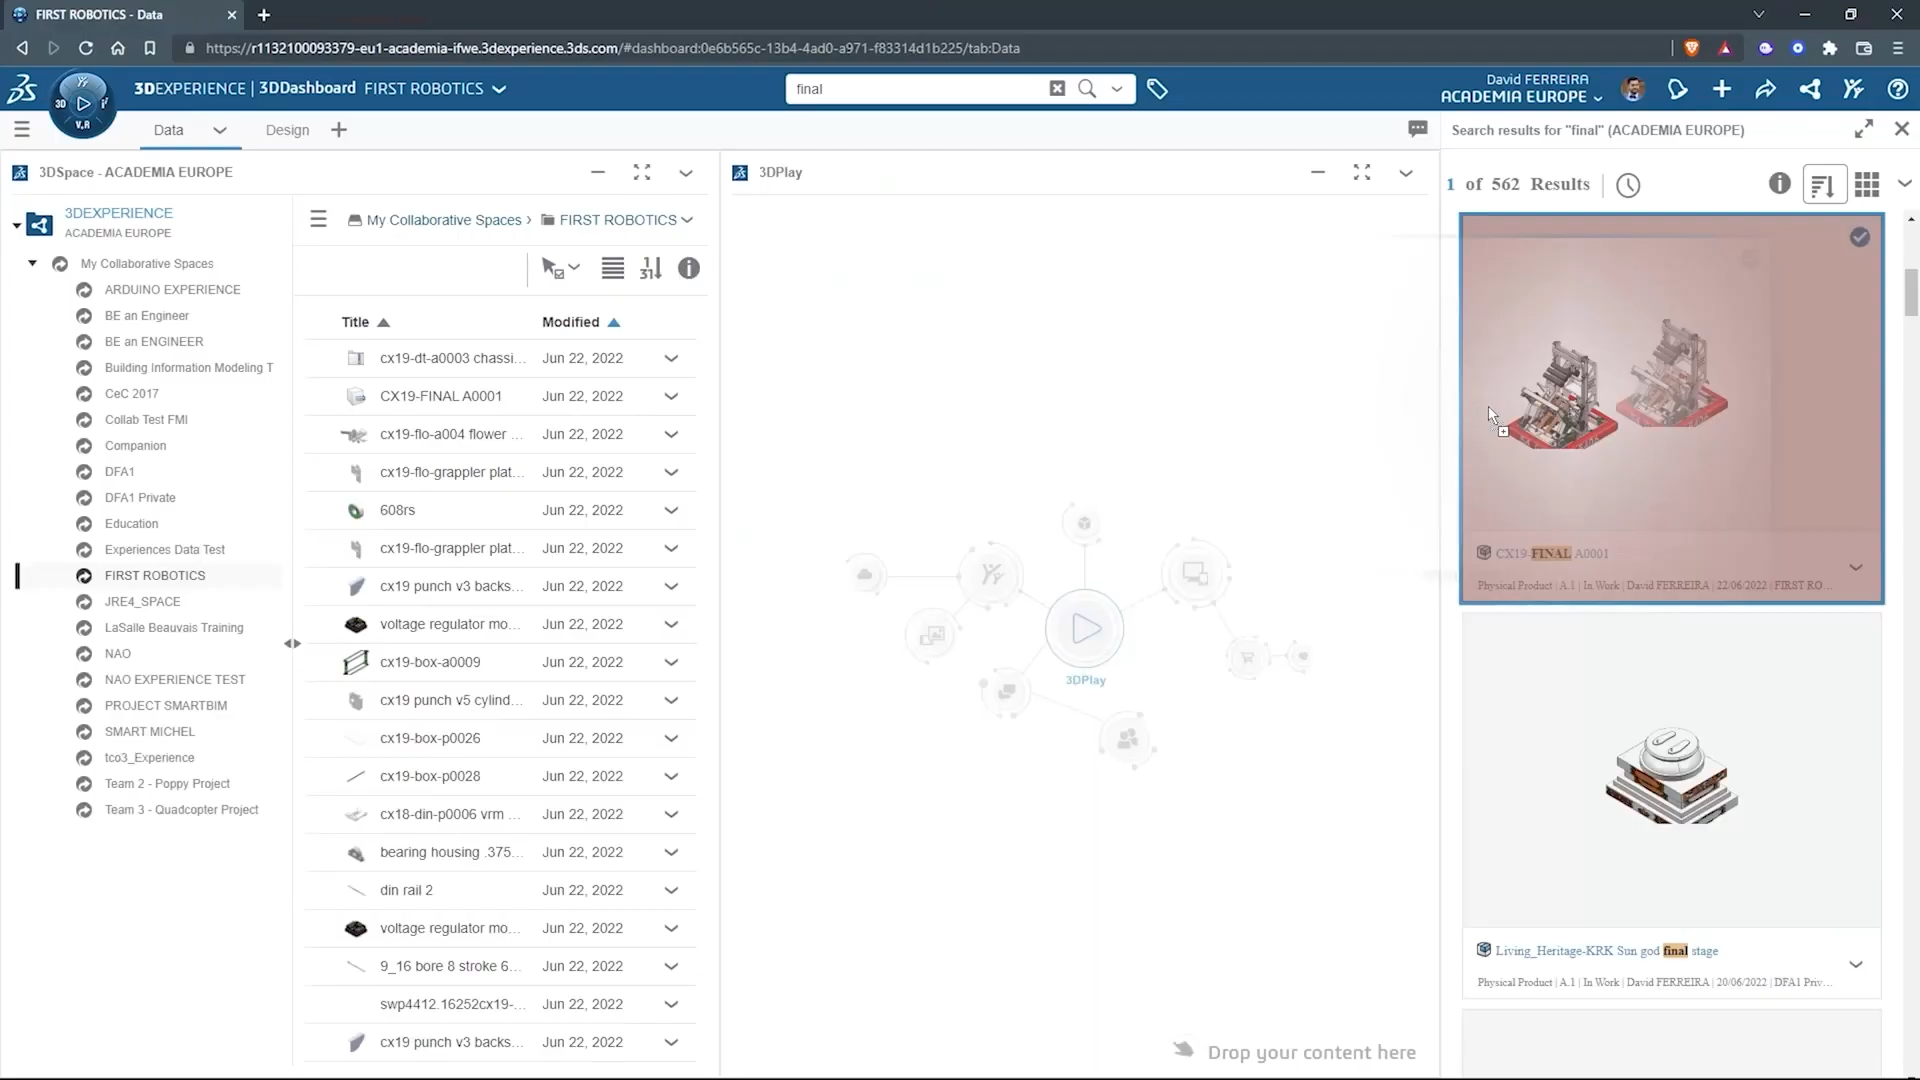 FIRST ROBOTICS - Data
https://r1132100093379-eu1-academia-ifwe.3dexperience.3ds.com/#dashboard:0e6b565c-13b4-4ad0-a971-f83314d1b225/tab:Data
3DEXPERIENCE | 3DDashboard FIRST ROBOTICS
final
David FERREIRA
ACADEMIA EUROPE
3D
V.R
Data
Design
Search results for "final" (ACADEMIA EUROPE)
3DSpace - ACADEMIA EUROPE
3DPlay
1 of 562 Results
3DEXPERIENCE
ACADEMIA EUROPE
My Collaborative Spaces
ARDUINO EXPERIENCE
BE an Engineer
BE an ENGINEER
Building Information Modeling T
CeC 2017
Collab Test FMI
Companion
DFA1
DFA1 Private
Education
Experiences Data Test
FIRST ROBOTICS
JRE4_SPACE
LaSalle Beauvais Training
NAO
NAO EXPERIENCE TEST
PROJECT SMARTBIM
SMART MICHEL
tco3_Experience
Team 2 - Poppy Project
Team 3 - Quadcopter Project
My Collaborative Spaces › FIRST ROBOTICS
Title Modified
cx19-dt-a0003 chassi... Jun 22, 2022
CX19-FINAL A0001 Jun 22, 2022
cx19-flo-a004 flower ... Jun 22, 2022
cx19-flo-grappler plat... Jun 22, 2022
608rs Jun 22, 2022
cx19-flo-grappler plat... Jun 22, 2022
cx19 punch v3 backs... Jun 22, 2022
voltage regulator mo... Jun 22, 2022
cx19-box-a0009 Jun 22, 2022
cx19 punch v5 cylind... Jun 22, 2022
cx19-box-p0026 Jun 22, 2022
cx19-box-p0028 Jun 22, 2022
cx18-din-p0006 vrm ... Jun 22, 2022
bearing housing .375... Jun 22, 2022
din rail 2 Jun 22, 2022
voltage regulator mo... Jun 22, 2022
9_16 bore 8 stroke 6... Jun 22, 2022
swp4412.16252cx19-... Jun 22, 2022
cx19 punch v3 backs... Jun 22, 2022
3DPlay
Drop your content here
CX19-FINAL A0001
Physical Product | A.1 | In Work | David FERREIRA | 22/06/2022 | FIRST RO...
Living_Heritage-KRK Sun god final stage
Physical Product | A.1 | In Work | David FERREIRA | 20/06/2022 | DFA1 Priv...